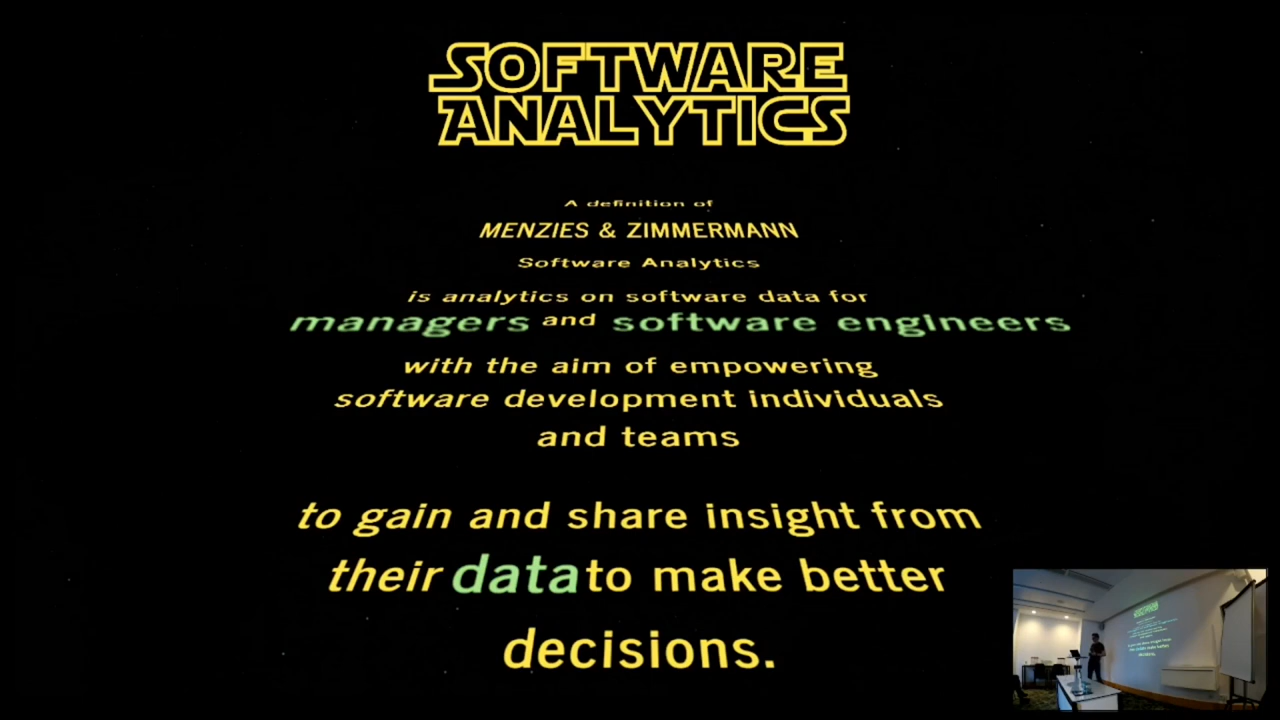 SOFTWARE
ANALYTICS
A definition of
MENZIES & ZIMMERMANN
Software Analytics
is analytics on software data for
managers and software engineers
with the aim of empowering
software development individuals
and teams
to gain and share insight from
their data to make better
decisions.